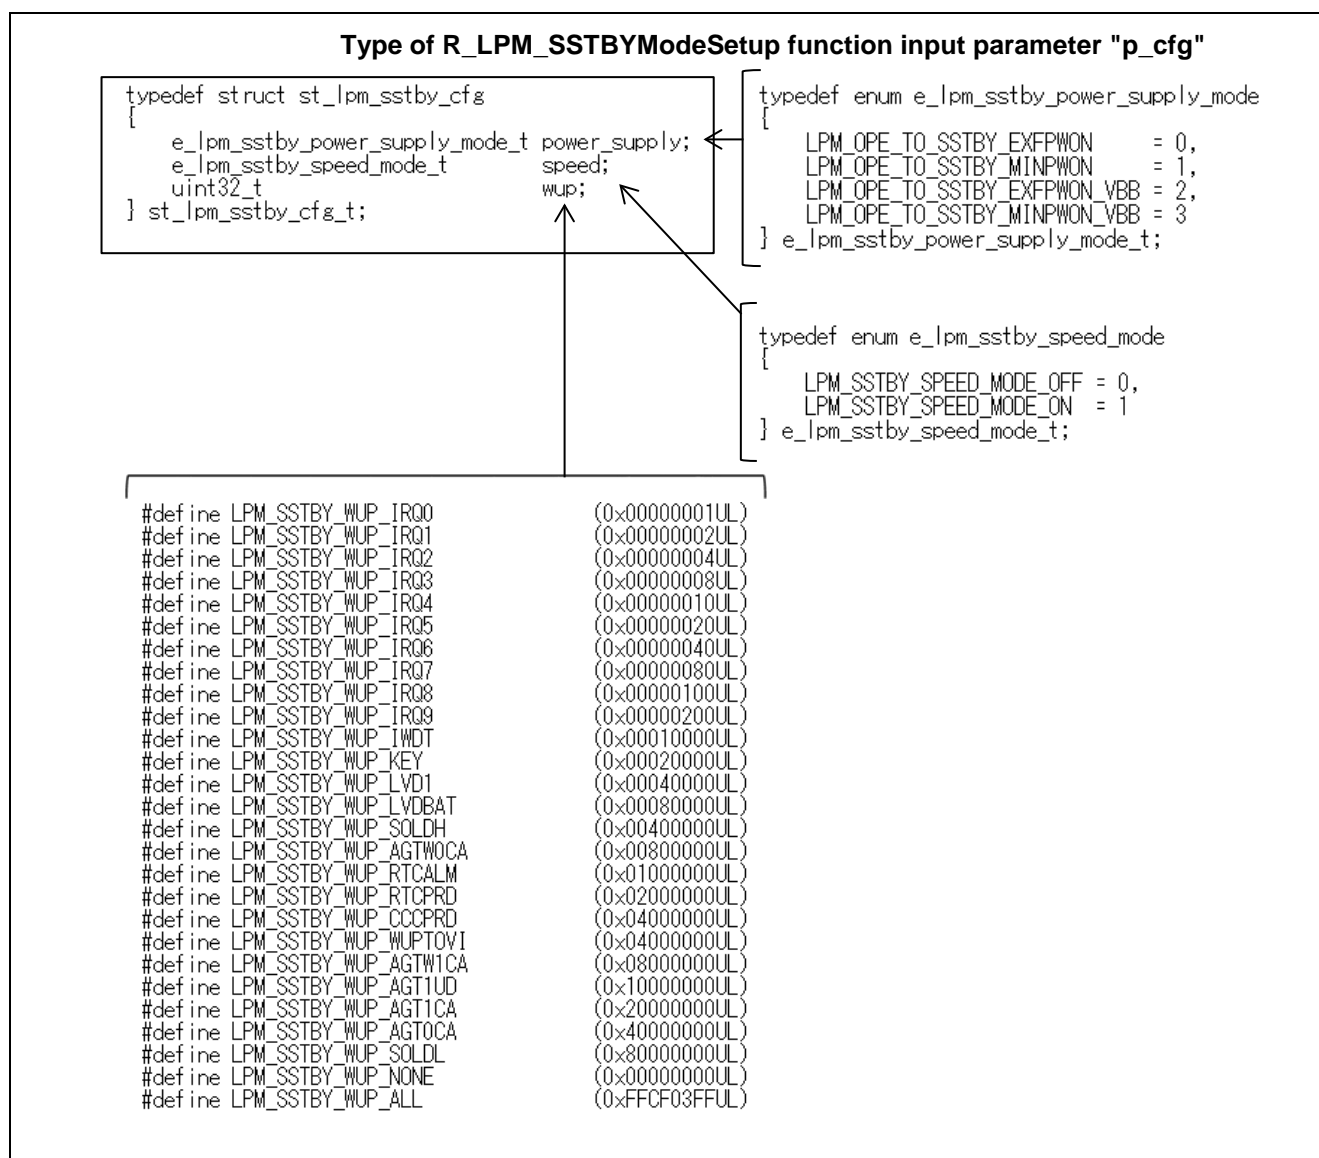 Type of R_LPM_SSTBYModeSetup function input parameter "p_cfg"
typedef struct st_lpm_sstby_cfg
{
e_lpm_sstby_power_supply_mode_t power_supply;
e_lpm_sstby_speed_mode_t speed;
uint32_t wup;
} st_lpm_sstby_cfg_t;
typedef enum e_lpm_sstby_power_supply_mode
{
LPM_OPE_TO_SSTBY_EXFPWON = 0,
LPM_OPE_TO_SSTBY_MINPWON = 1,
LPM_OPE_TO_SSTBY_EXFPWON_VBB = 2,
LPM_OPE_TO_SSTBY_MINPWON_VBB = 3
} e_lpm_sstby_power_supply_mode_t;
typedef enum e_lpm_sstby_speed_mode
{
LPM_SSTBY_SPEED_MODE_OFF = 0,
LPM_SSTBY_SPEED_MODE_ON = 1
} e_lpm_sstby_speed_mode_t;
#define LPM_SSTBY_WUP_IRQ0 (0x00000001UL)
#define LPM_SSTBY_WUP_IRQ1 (0x00000002UL)
#define LPM_SSTBY_WUP_IRQ2 (0x00000004UL)
#define LPM_SSTBY_WUP_IRQ3 (0x00000008UL)
#define LPM_SSTBY_WUP_IRQ4 (0x00000010UL)
#define LPM_SSTBY_WUP_IRQ5 (0x00000020UL)
#define LPM_SSTBY_WUP_IRQ6 (0x00000040UL)
#define LPM_SSTBY_WUP_IRQ7 (0x00000080UL)
#define LPM_SSTBY_WUP_IRQ8 (0x00000100UL)
#define LPM_SSTBY_WUP_IRQ9 (0x00000200UL)
#define LPM_SSTBY_WUP_IWDT (0x00010000UL)
#define LPM_SSTBY_WUP_KEY (0x00020000UL)
#define LPM_SSTBY_WUP_LVD1 (0x00040000UL)
#define LPM_SSTBY_WUP_LVDBAT (0x00080000UL)
#define LPM_SSTBY_WUP_SOLDH (0x00400000UL)
#define LPM_SSTBY_WUP_AGTW0CA (0x00800000UL)
#define LPM_SSTBY_WUP_RTCALM (0x01000000UL)
#define LPM_SSTBY_WUP_RTCPRD (0x02000000UL)
#define LPM_SSTBY_WUP_CCCPRD (0x04000000UL)
#define LPM_SSTBY_WUP_WUPTOVI (0x04000000UL)
#define LPM_SSTBY_WUP_AGTW1CA (0x08000000UL)
#define LPM_SSTBY_WUP_AGT1UD (0x10000000UL)
#define LPM_SSTBY_WUP_AGT1CA (0x20000000UL)
#define LPM_SSTBY_WUP_AGT0CA (0x40000000UL)
#define LPM_SSTBY_WUP_SOLDL (0x80000000UL)
#define LPM_SSTBY_WUP_NONE (0x00000000UL)
#define LPM_SSTBY_WUP_ALL (0xFFCF03FFUL)